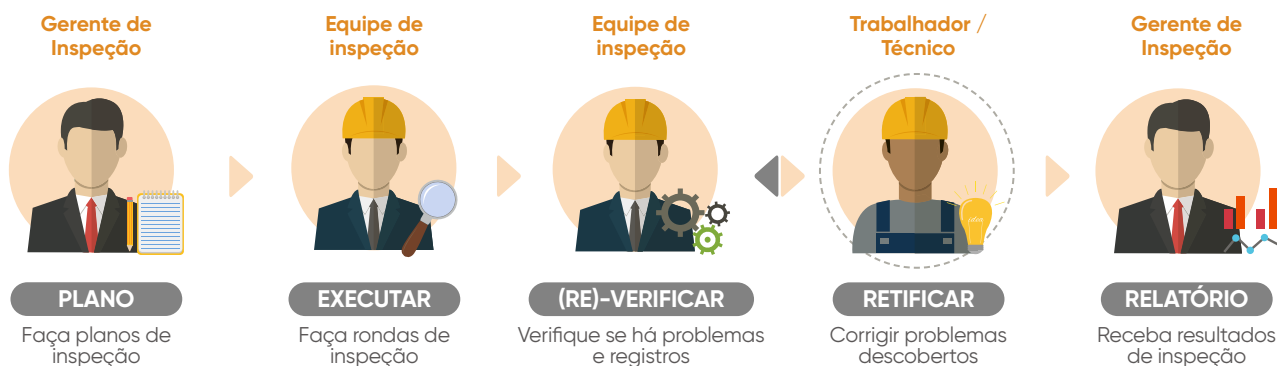 Gerente de
Inspeção
Equipe de
inspeção
Equipe de
inspeção
Trabalhador /
Técnico
Gerente de
Inspeção
PLANO
Faça planos de
inspeção
EXECUTAR
Faça rondas de
inspeção
(RE)-VERIFICAR
Verifique se há problemas
e registros
RETIFICAR
Corrigir problemas
descobertos
RELATÓRIO
Receba resultados
de inspeção